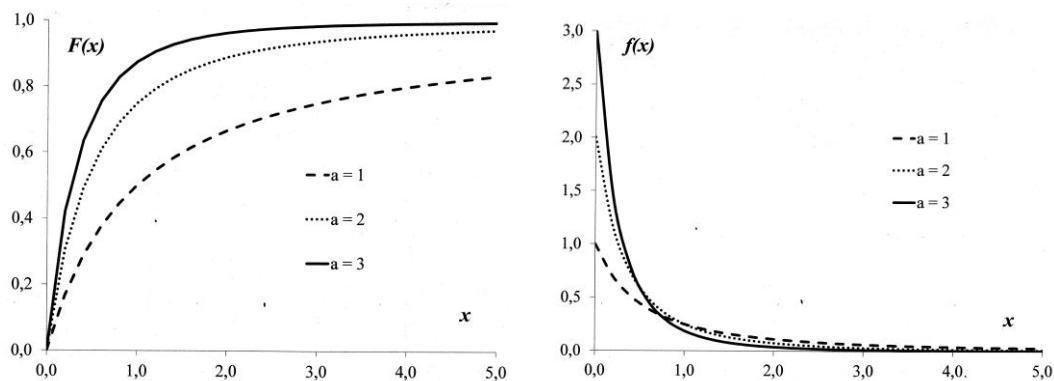 1,0
F(x)
0,8
0,6
a = 1
0,4
a = 2
0,2
a = 3
x
0,0
0,0 1,0 2,0 3,0 4,0 5,0
3,0
f(x)
2,5
2,0
a = 1
a = 2
1,5
a = 3
1,0
0,5
x
0,0
0,0 1,0 2,0 3,0 4,0 5,0